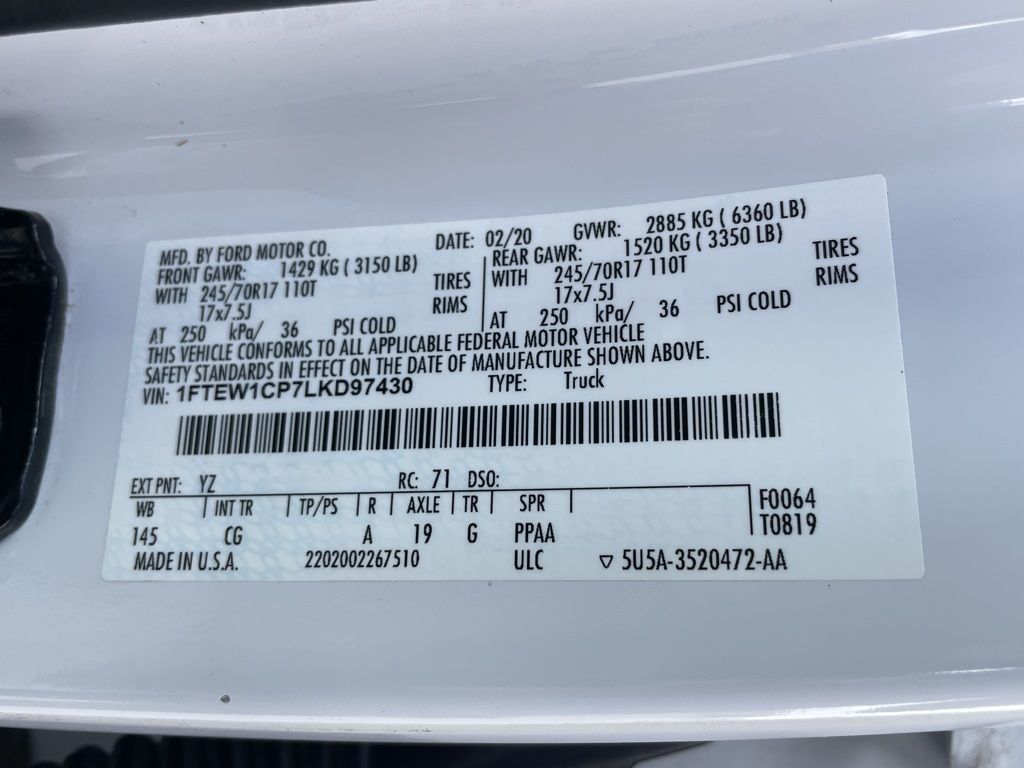 MFD. BY FORD MOTOR CO. DATE: 02/20 GVWR: 2885 KG ( 6360 LB)
FRONT GAWR: 1429 KG ( 3150 LB) REAR GAWR: 1520 KG ( 3350 LB)
WITH 245/70R17 110T TIRES WITH 245/70R17 110T TIRES
17x7.5J RIMS 17x7.5J RIMS
AT 250 kPa/ 36 PSI COLD AT 250 kPa/ 36 PSI COLD
THIS VEHICLE CONFORMS TO ALL APPLICABLE FEDERAL MOTOR VEHICLE
SAFETY STANDARDS IN EFFECT ON THE DATE OF MANUFACTURE SHOWN ABOVE.
VIN: 1FTEW1CP7LKD97430 TYPE: Truck
EXT PNT: YZ RC: 71 DSO:
WB INT TR TP/PS R AXLE TR SPR F0064
145 CG A 19 G PPAA T0819
MADE IN U.S.A. 2202002267510 ULC ▽ 5U5A-3520472-AA